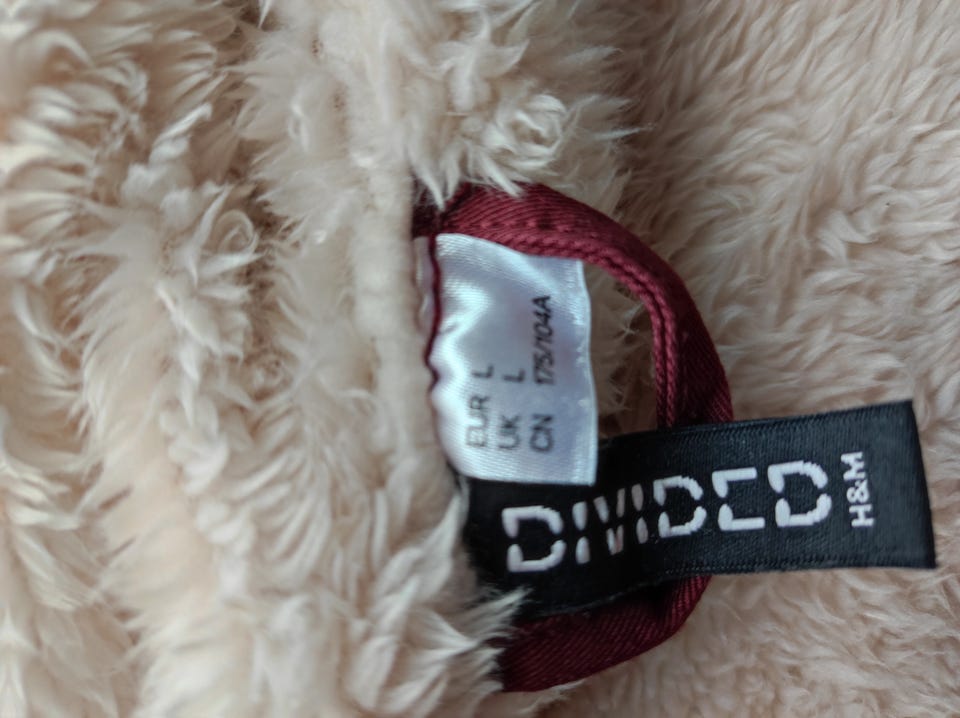 EUR L
UK L
CN 175/104A
DIVIDED
H&M